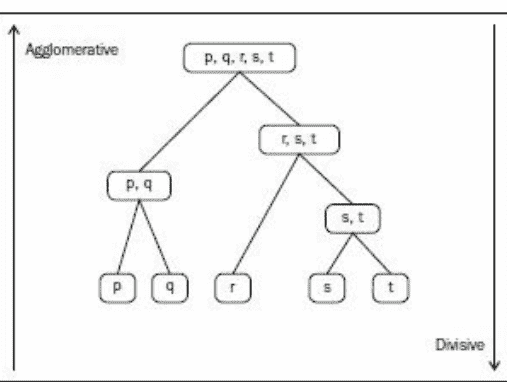 Agglomerative
p, q, r, s, t
r, s, t
p, q
s, t
p
q
r
s
t
Divisive